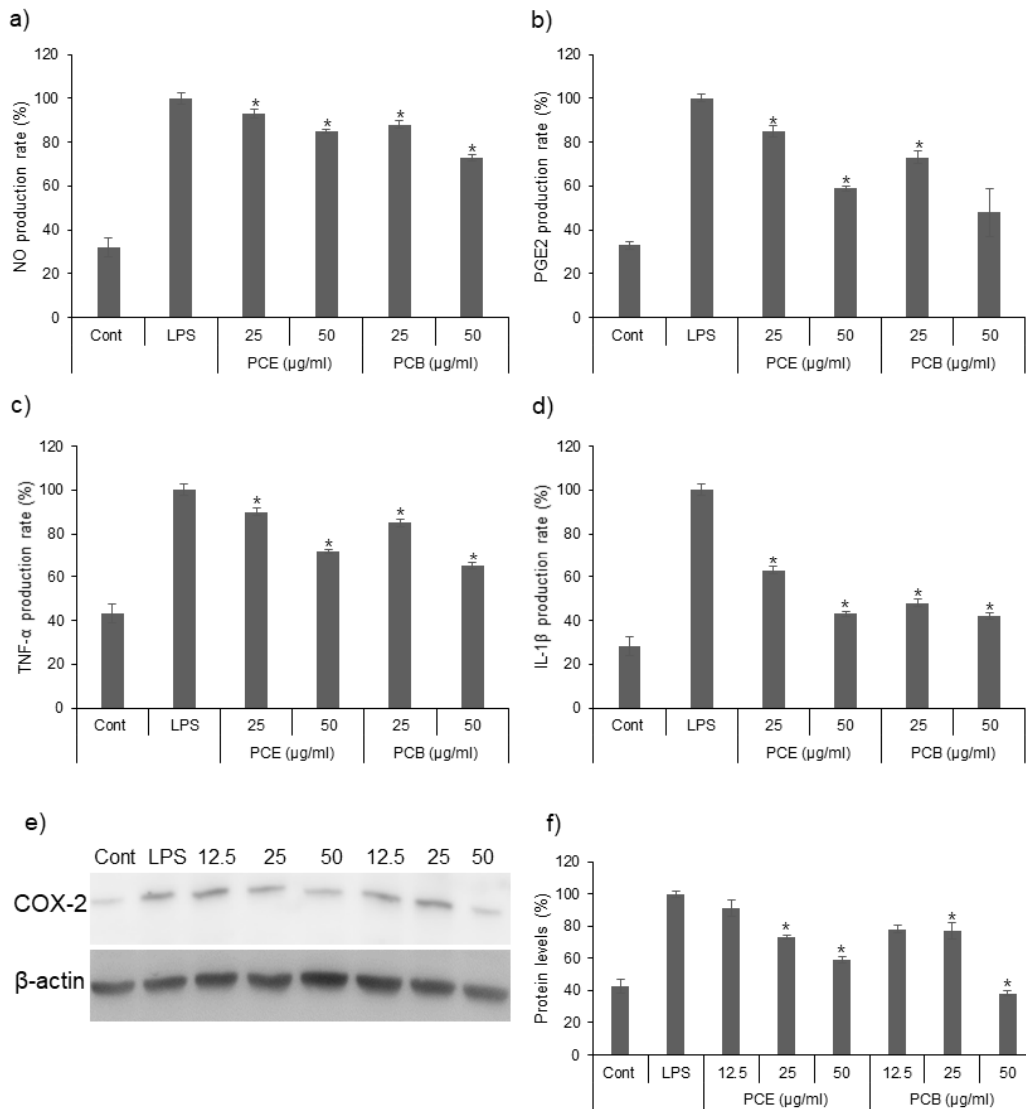 a)
NO production rate (%)
120
100
80
60
40
20
0
*
*
*
*
Cont LPS 25 50 25 50
PCE (μg/ml) PCB (μg/ml)
b)
PGE2 production rate (%)
120
100
80
60
40
20
0
*
*
*
Cont LPS 25 50 25 50
PCE (μg/ml) PCB (μg/ml)
c)
TNF-α production rate (%)
120
100
80
60
40
20
0
*
*
*
*
Cont LPS 25 50 25 50
PCE (μg/ml) PCB (μg/ml)
d)
IL-1β production rate (%)
120
100
80
60
40
20
0
*
*
*
*
Cont LPS 25 50 25 50
PCE (μg/ml) PCB (μg/ml)
e)
Cont LPS 12.5 25 50 12.5 25 50
COX-2
β-actin
f)
Protein levels (%)
120
100
80
60
40
20
0
*
*
*
*
Cont LPS 12.5 25 50 12.5 25 50
PCE (μg/ml) PCB (μg/ml)